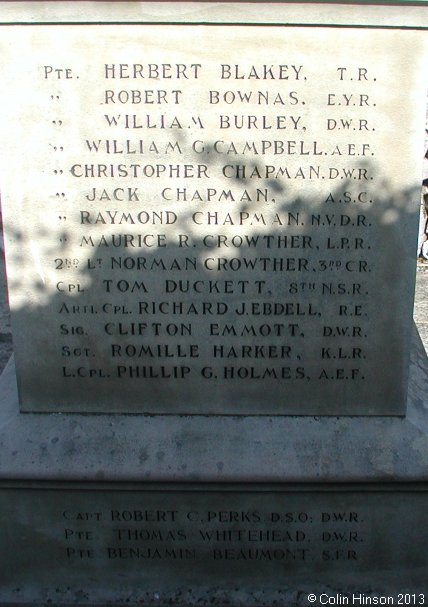 PTE. HERBERT BLAKEY, T.R.
" ROBERT BOWNAS, E.Y.R.
" WILLIAM BURLEY, D.W.R.
" WILLIAM G. CAMPBELL. A.E.F.
" CHRISTOPHER CHAPMAN. D.W.R.
" JACK CHAPMAN, A.S.C.
" RAYMOND CHAPMAN. N.V.D.R.
" MAURICE R. CROWTHER, L.P.R.
2ND LT NORMAN CROWTHER, 3RD CR.
CPL TOM DUCKETT, 8TH N.S.R.
ARTL. CPL. RICHARD J. EBDELL, R.E.
SIG. CLIFTON EMMOTT, D.W.R.
SGT. ROMILLE HARKER, K.L.R.
L.CPL. PHILLIP G. HOLMES, A.E.F.
CAPT ROBERT C. PERKS. D.S.O; D.W.R.
PTE. THOMAS WHITEHEAD, D.W.R.
PTE BENJAMIN BEAUMONT, S.F.R
© Colin Hinson 2013